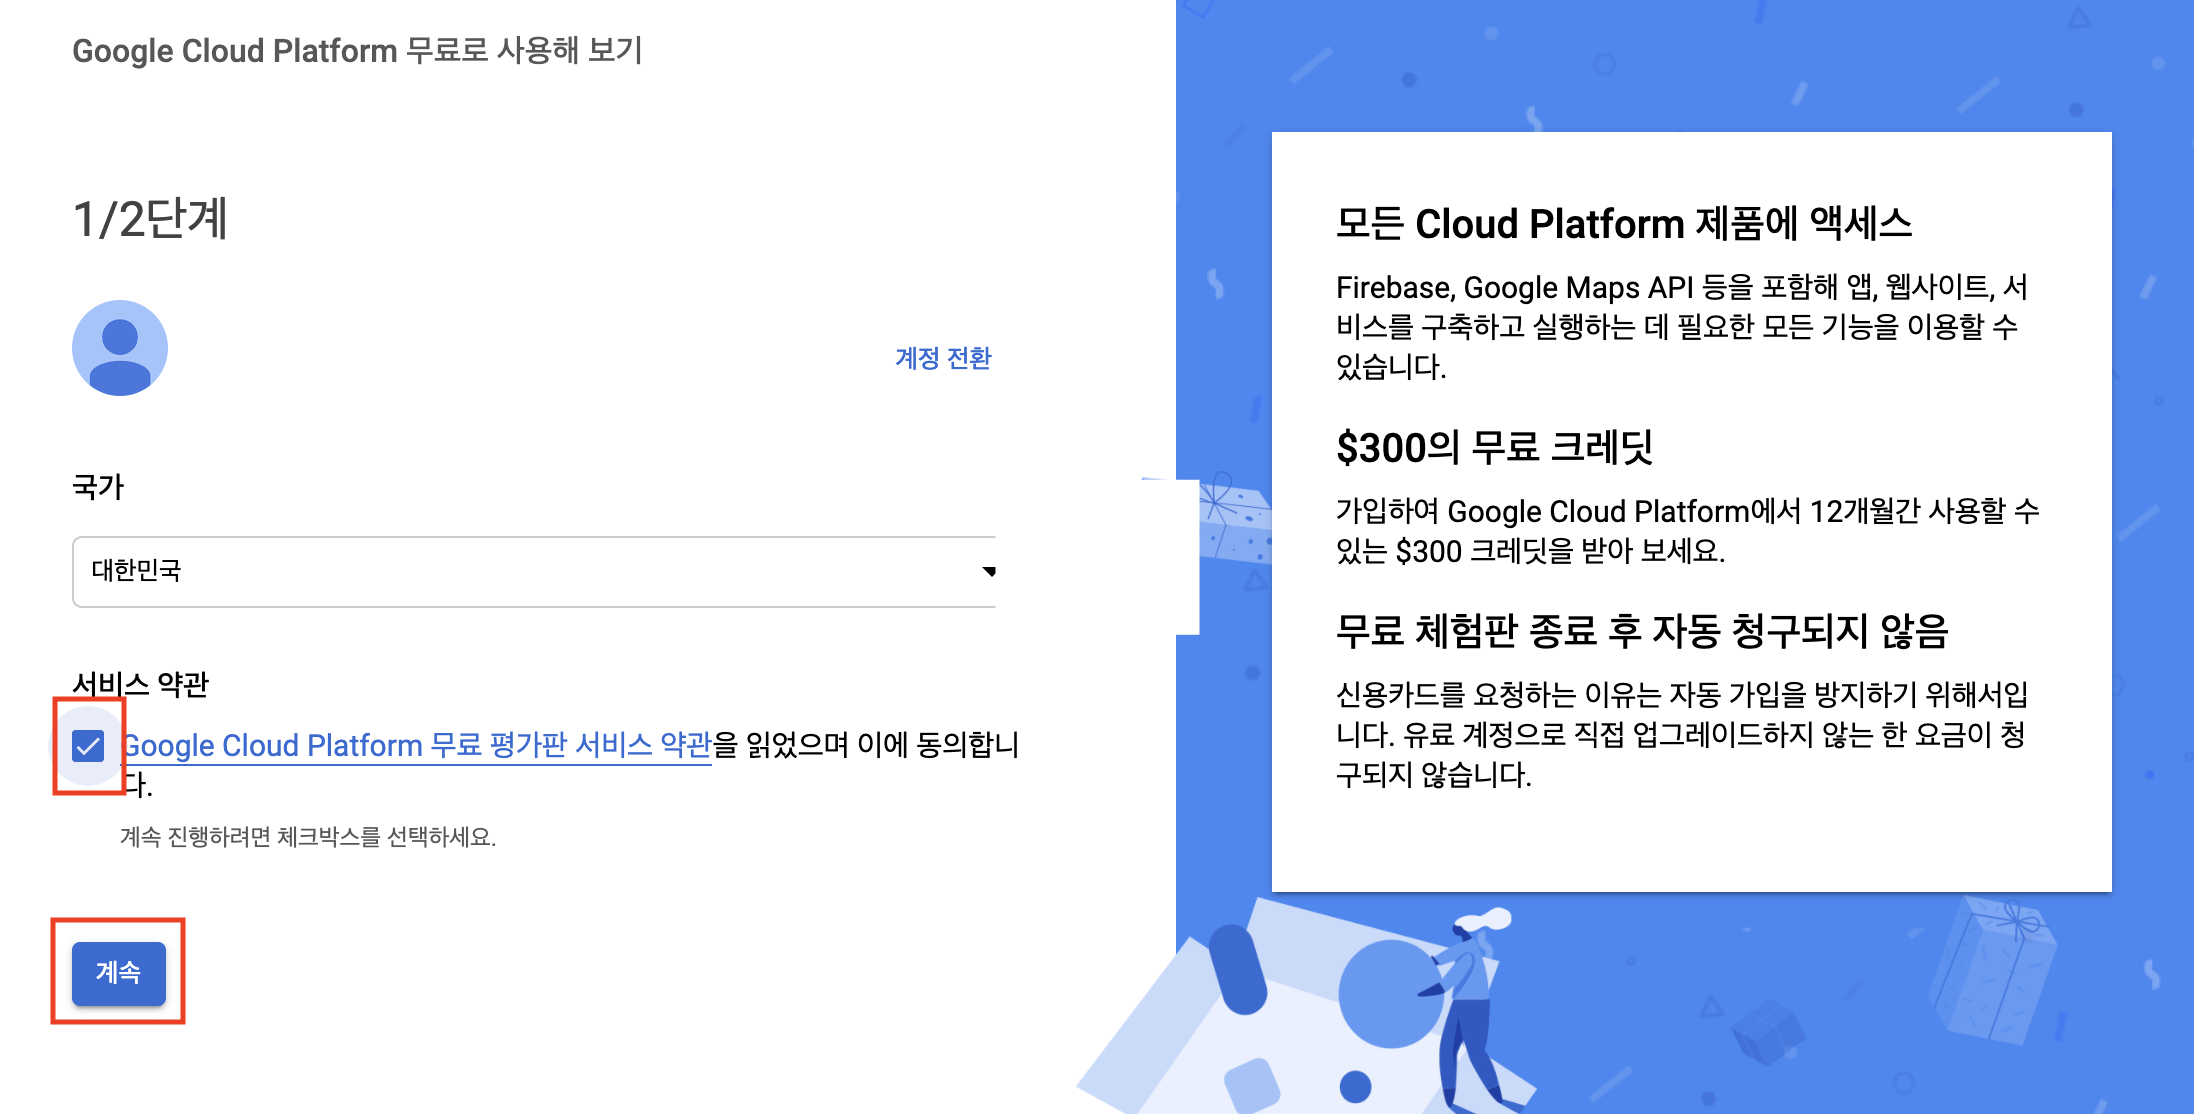 Google Cloud Platform 무료로 사용해 보기
1/2단계
계정 전환
국가
대한민국
서비스 약관
Google Cloud Platform 무료 평가판 서비스 약관을 읽었으며 이에 동의합니
다.
계속 진행하려면 체크박스를 선택하세요.
계속
모든 Cloud Platform 제품에 액세스
Firebase, Google Maps API 등을 포함해 앱, 웹사이트, 서
비스를 구축하고 실행하는 데 필요한 모든 기능을 이용할 수
있습니다.
$300의 무료 크레딧
가입하여 Google Cloud Platform에서 12개월간 사용할 수
있는 $300 크레딧을 받아 보세요.
무료 체험판 종료 후 자동 청구되지 않음
신용카드를 요청하는 이유는 자동 가입을 방지하기 위해서입
니다. 유료 계정으로 직접 업그레이드하지 않는 한 요금이 청
구되지 않습니다.